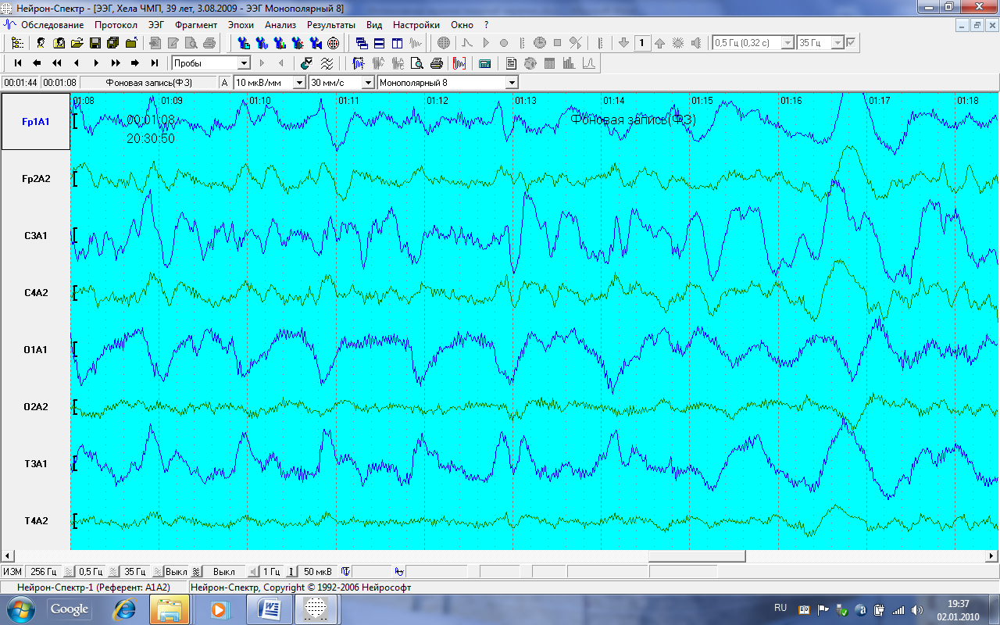 Нейрон-Спектр - [ЭЭГ, Хела ЧМП, 39 лет, 3.08.2009 - ЭЭГ Монополярный 8]
Обследование Протокол ЭЭГ Фрагмент Эпохи Анализ Результаты Вид Настройки Окно ?
1 0,5 Гц (0,32 с) 35 Гц
Пробы
00:01:44 00:01:08 Фоновая запись(ФЗ) А 10 мкВ/мм 30 мм/с Монополярный 8
01:08 01:09 01:10 01:11 01:12 01:13 01:14 01:15 01:16 01:17 01:18
Fp1A1 00:01:08 Фоновая запись(ФЗ)
20:30:50
Fp2A2
C3A1
C4A2
O1A1
O2A2
T3A1
T4A2
ИЗМ 256 Гц 0,5 Гц 35 Гц Выкл Выкл 1 Гц 50 мкВ
Нейрон-Спектр-1 (Референт: A1A2) Нейрон-Спектр, Copyright © 1992-2006 Нейрософт
Google RU 19:37
02.01.2010